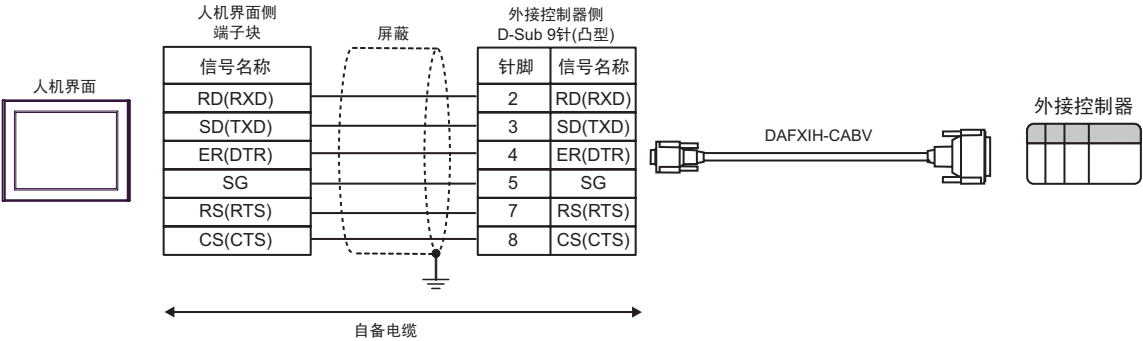 人机界面
人机界面侧
端子块
屏蔽
外接控制器侧
D-Sub 9针(凸型)
信号名称
针脚 信号名称
RD(RXD) 2 RD(RXD)
SD(TXD) 3 SD(TXD)
ER(DTR) 4 ER(DTR)
SG 5 SG
RS(RTS) 7 RS(RTS)
CS(CTS) 8 CS(CTS)
DAFXIH-CABV
外接控制器
自备电缆